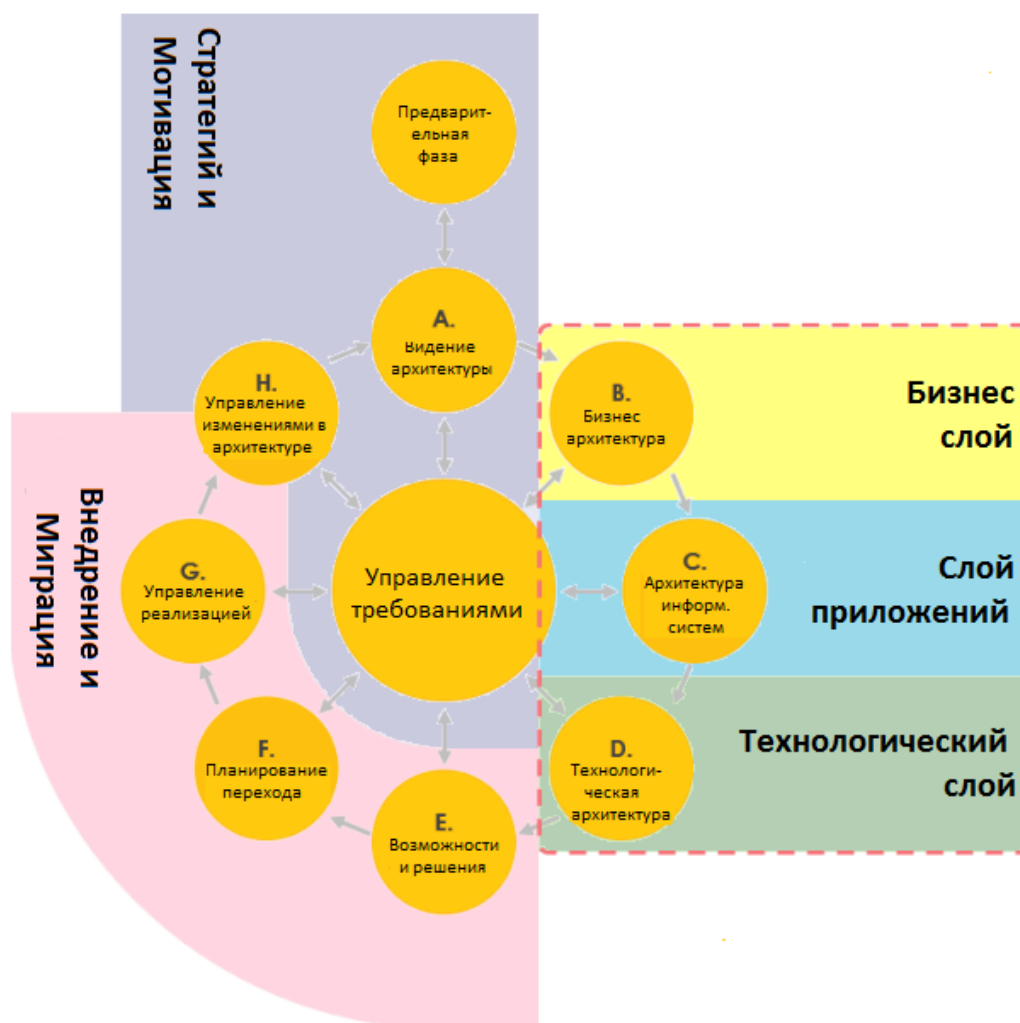 Стратегий и
Мотивация
Предварит-
ельная
фаза
A.
Видение
архитектуры
H.
Управление
изменениями в
архитектуре
B.
Бизнес
архитектура
Бизнес
слой
Внедрение и
Миграция
G.
Управление
реализацией
Управление
требованиями
C.
Архитектура
информ.
систем
Слой
приложений
F.
Планирование
перехода
E.
Возможности
и решения
D.
Технологи-
ческая
архитектура
Технологический
слой